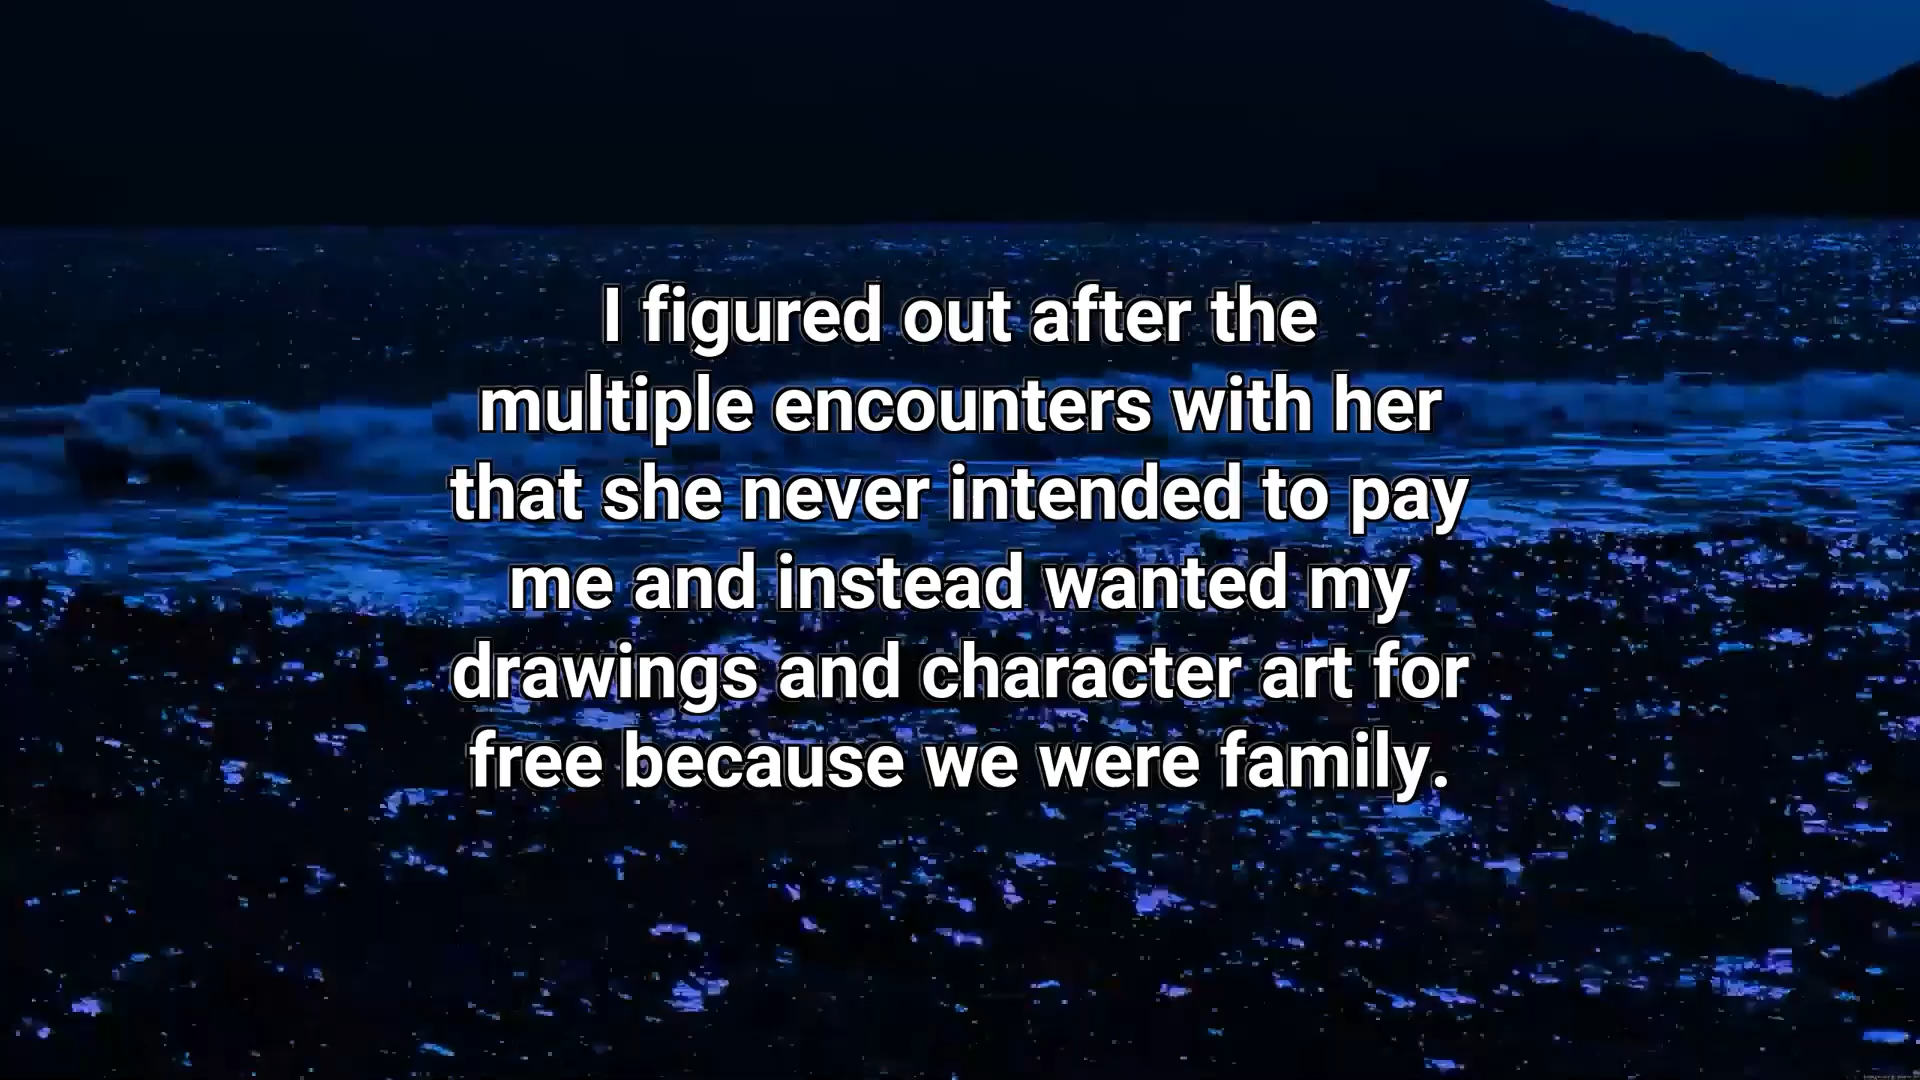 I figured out after the
multiple encounters with her
that she never intended to pay
me and instead wanted my
drawings and character art for
free because we were family.